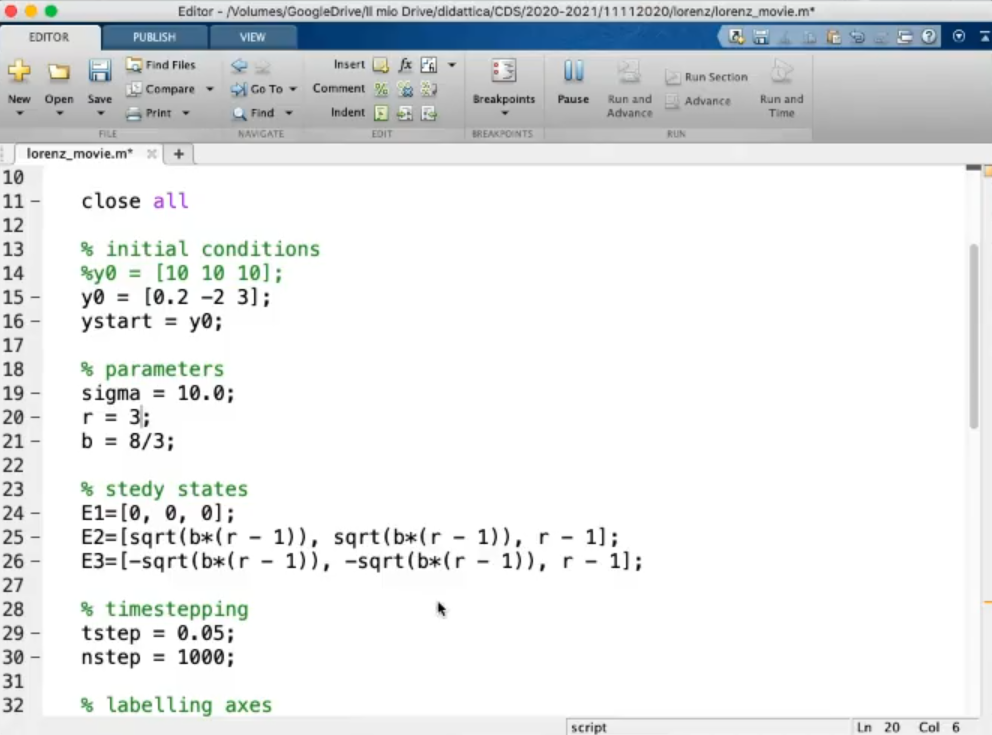 Editor - /Volumes/GoogleDrive/Il mio Drive/didattica/CDS/2020-2021/11112020/lorenz/lorenz_movie.m*
EDITOR PUBLISH VIEW
New Open Save Find Files Compare Print
Go To Find
Insert fx Comment Indent
Breakpoints Pause Run and Advance Run Section Advance Run and Time
FILE NAVIGATE EDIT BREAKPOINTS RUN
lorenz_movie.m* × +
10
11 – close all
12
13 % initial conditions
14 %y0 = [10 10 10];
15 – y0 = [0.2 -2 3];
16 – ystart = y0;
17
18 % parameters
19 – sigma = 10.0;
20 – r = 3;
21 – b = 8/3;
22
23 % stedy states
24 – E1=[0, 0, 0];
25 – E2=[sqrt(b*(r - 1)), sqrt(b*(r - 1)), r - 1];
26 – E3=[-sqrt(b*(r - 1)), -sqrt(b*(r - 1)), r - 1];
27
28 % timestepping
29 – tstep = 0.05;
30 – nstep = 1000;
31
32 % labelling axes
script Ln 20 Col 6